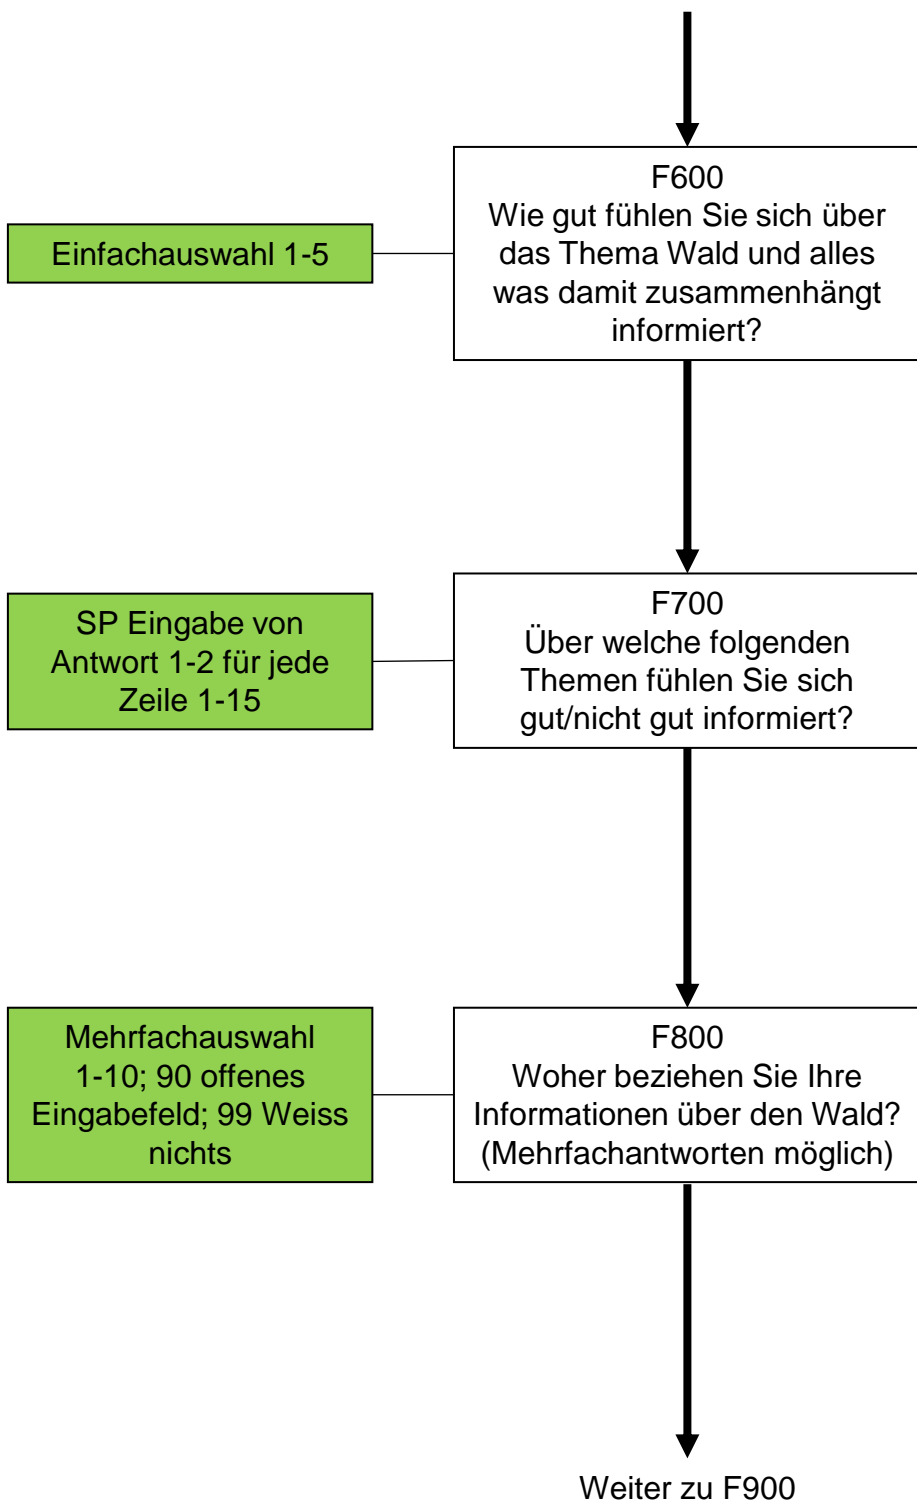 F600
Wie gut fühlen Sie sich über
das Thema Wald und alles
was damit zusammenhängt
informiert?
Einfachauswahl 1-5
F700
Über welche folgenden
Themen fühlen Sie sich
gut/nicht gut informiert?
SP Eingabe von
Antwort 1-2 für jede
Zeile 1-15
F800
Woher beziehen Sie Ihre
Informationen über den Wald?
(Mehrfachantworten möglich)
Mehrfachauswahl
1-10; 90 offenes
Eingabefeld; 99 Weiss
nichts
Weiter zu F900